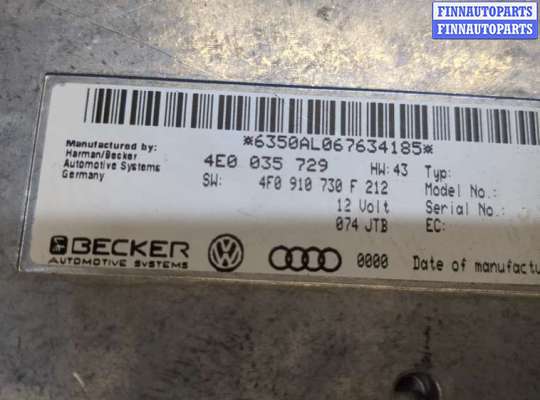 FINNAUTOPARTS
FINNAUTOPARTS
*6350AL067634185*
Manufactured by:
Harman/Becker
Automotive Systems
Germany
4E0 035 729 HW: 43 Typ:
SW: 4F0 910 730 F 212 Model No.:
12 Volt Serial No.:
074 JTB EC:
BECKER
AUTOMOTIVE SYSTEMS
VW
0000 Date of manufactu